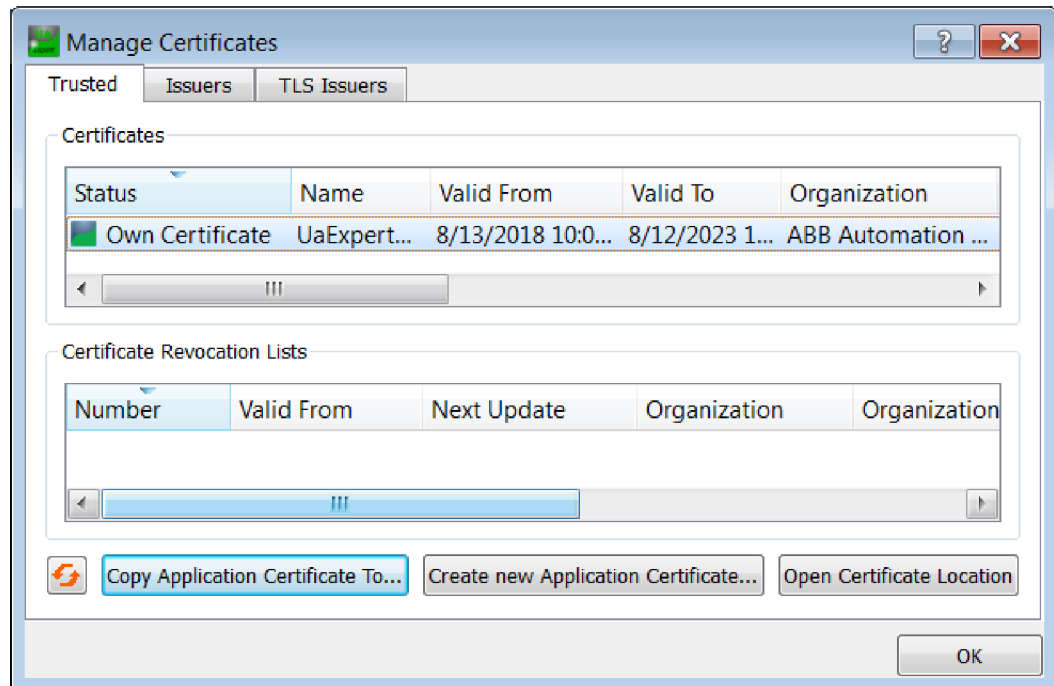 Manage Certificates
Trusted Issuers TLS Issuers
Certificates
Status Name Valid From Valid To Organization
Own Certificate UaExpert... 8/13/2018 10:0... 8/12/2023 1... ABB Automation ...
Certificate Revocation Lists
Number Valid From Next Update Organization Organization
Copy Application Certificate To... Create new Application Certificate... Open Certificate Location
OK